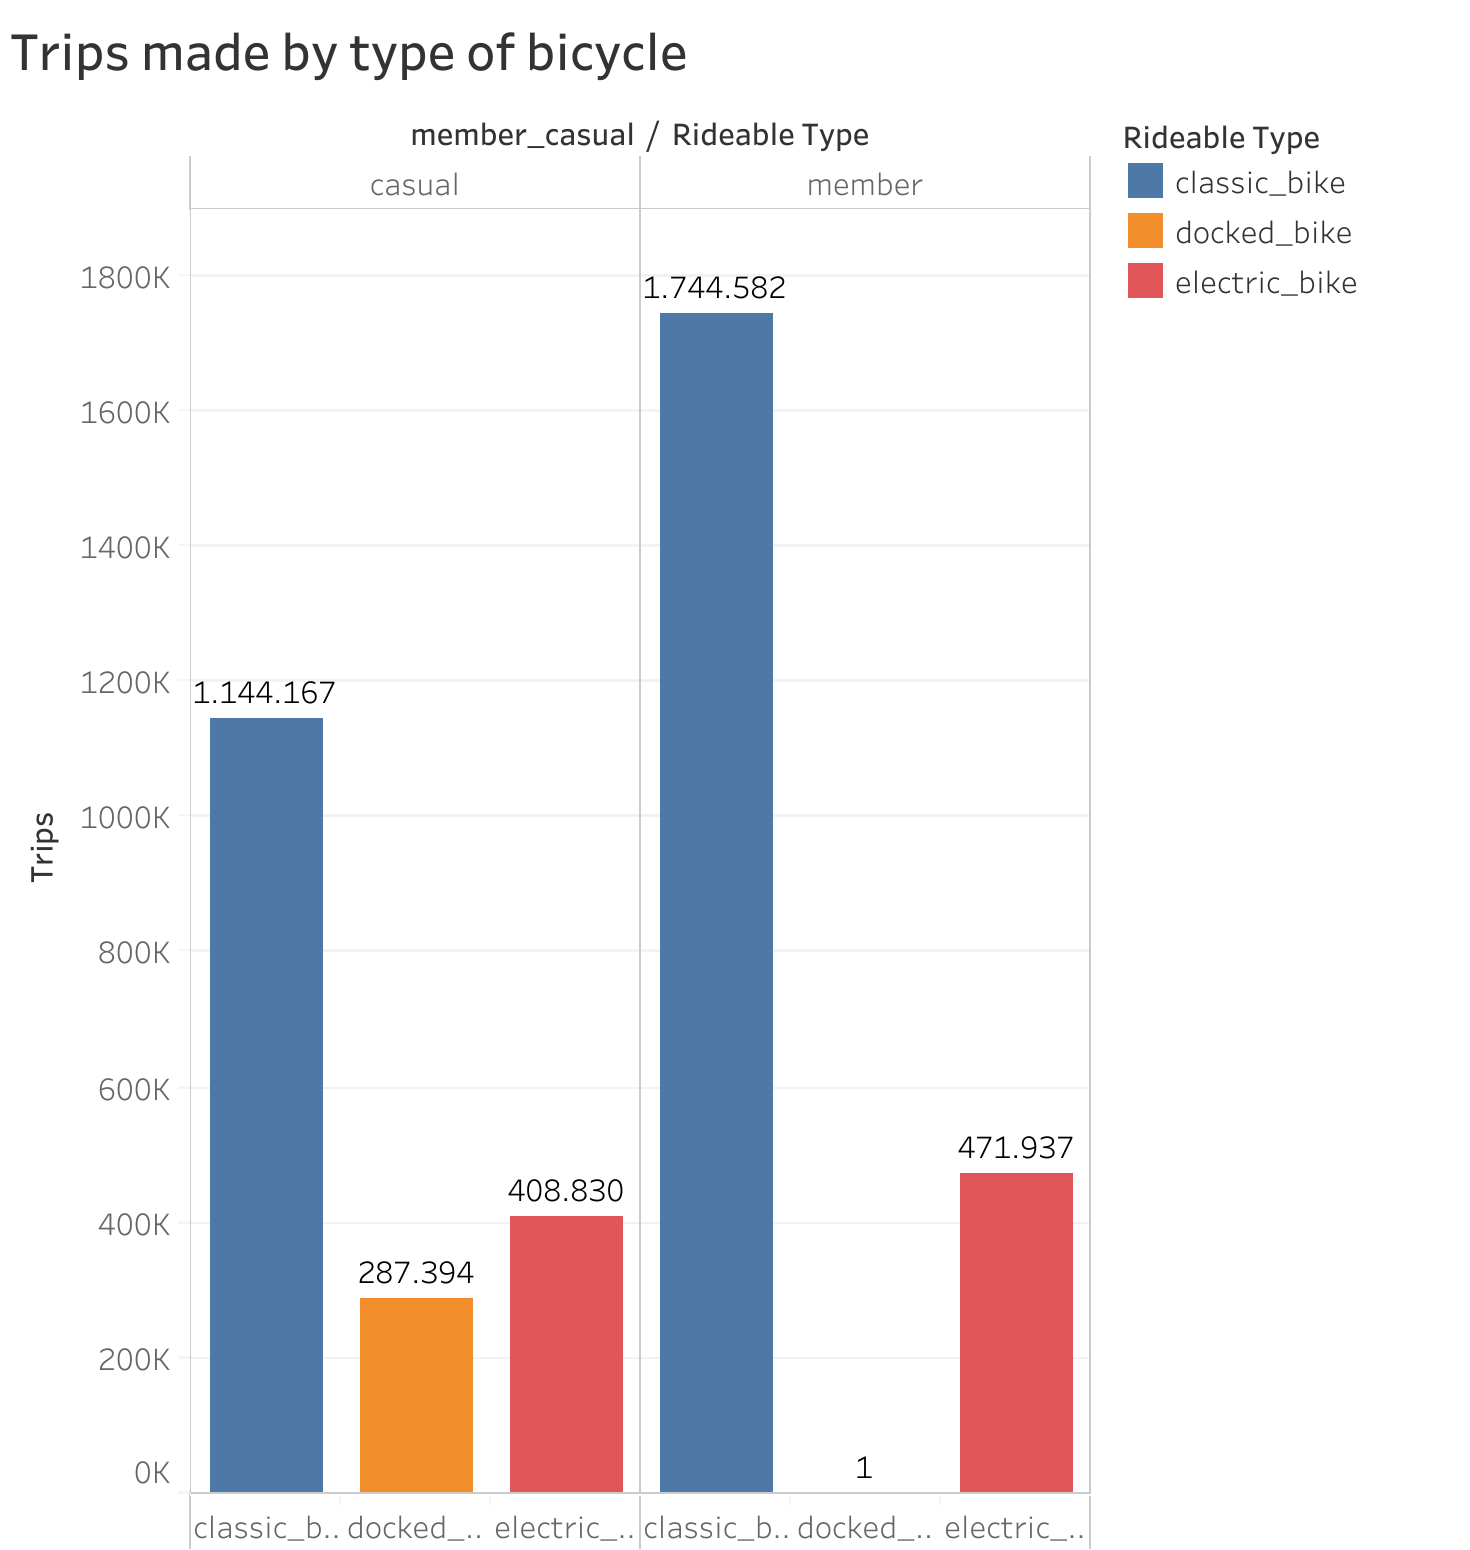 Trips made by type of bicycle
member_casual / Rideable Type
casual member
Rideable Type
classic_bike
docked_bike
electric_bike
1800K
1600K
1400K
1200K
1000K
800K
600K
400K
200K
0K
Trips
1.144.167
287.394
408.830
1.744.582
1
471.937
classic_b.. docked_.. electric_.. classic_b.. docked_.. electric_..